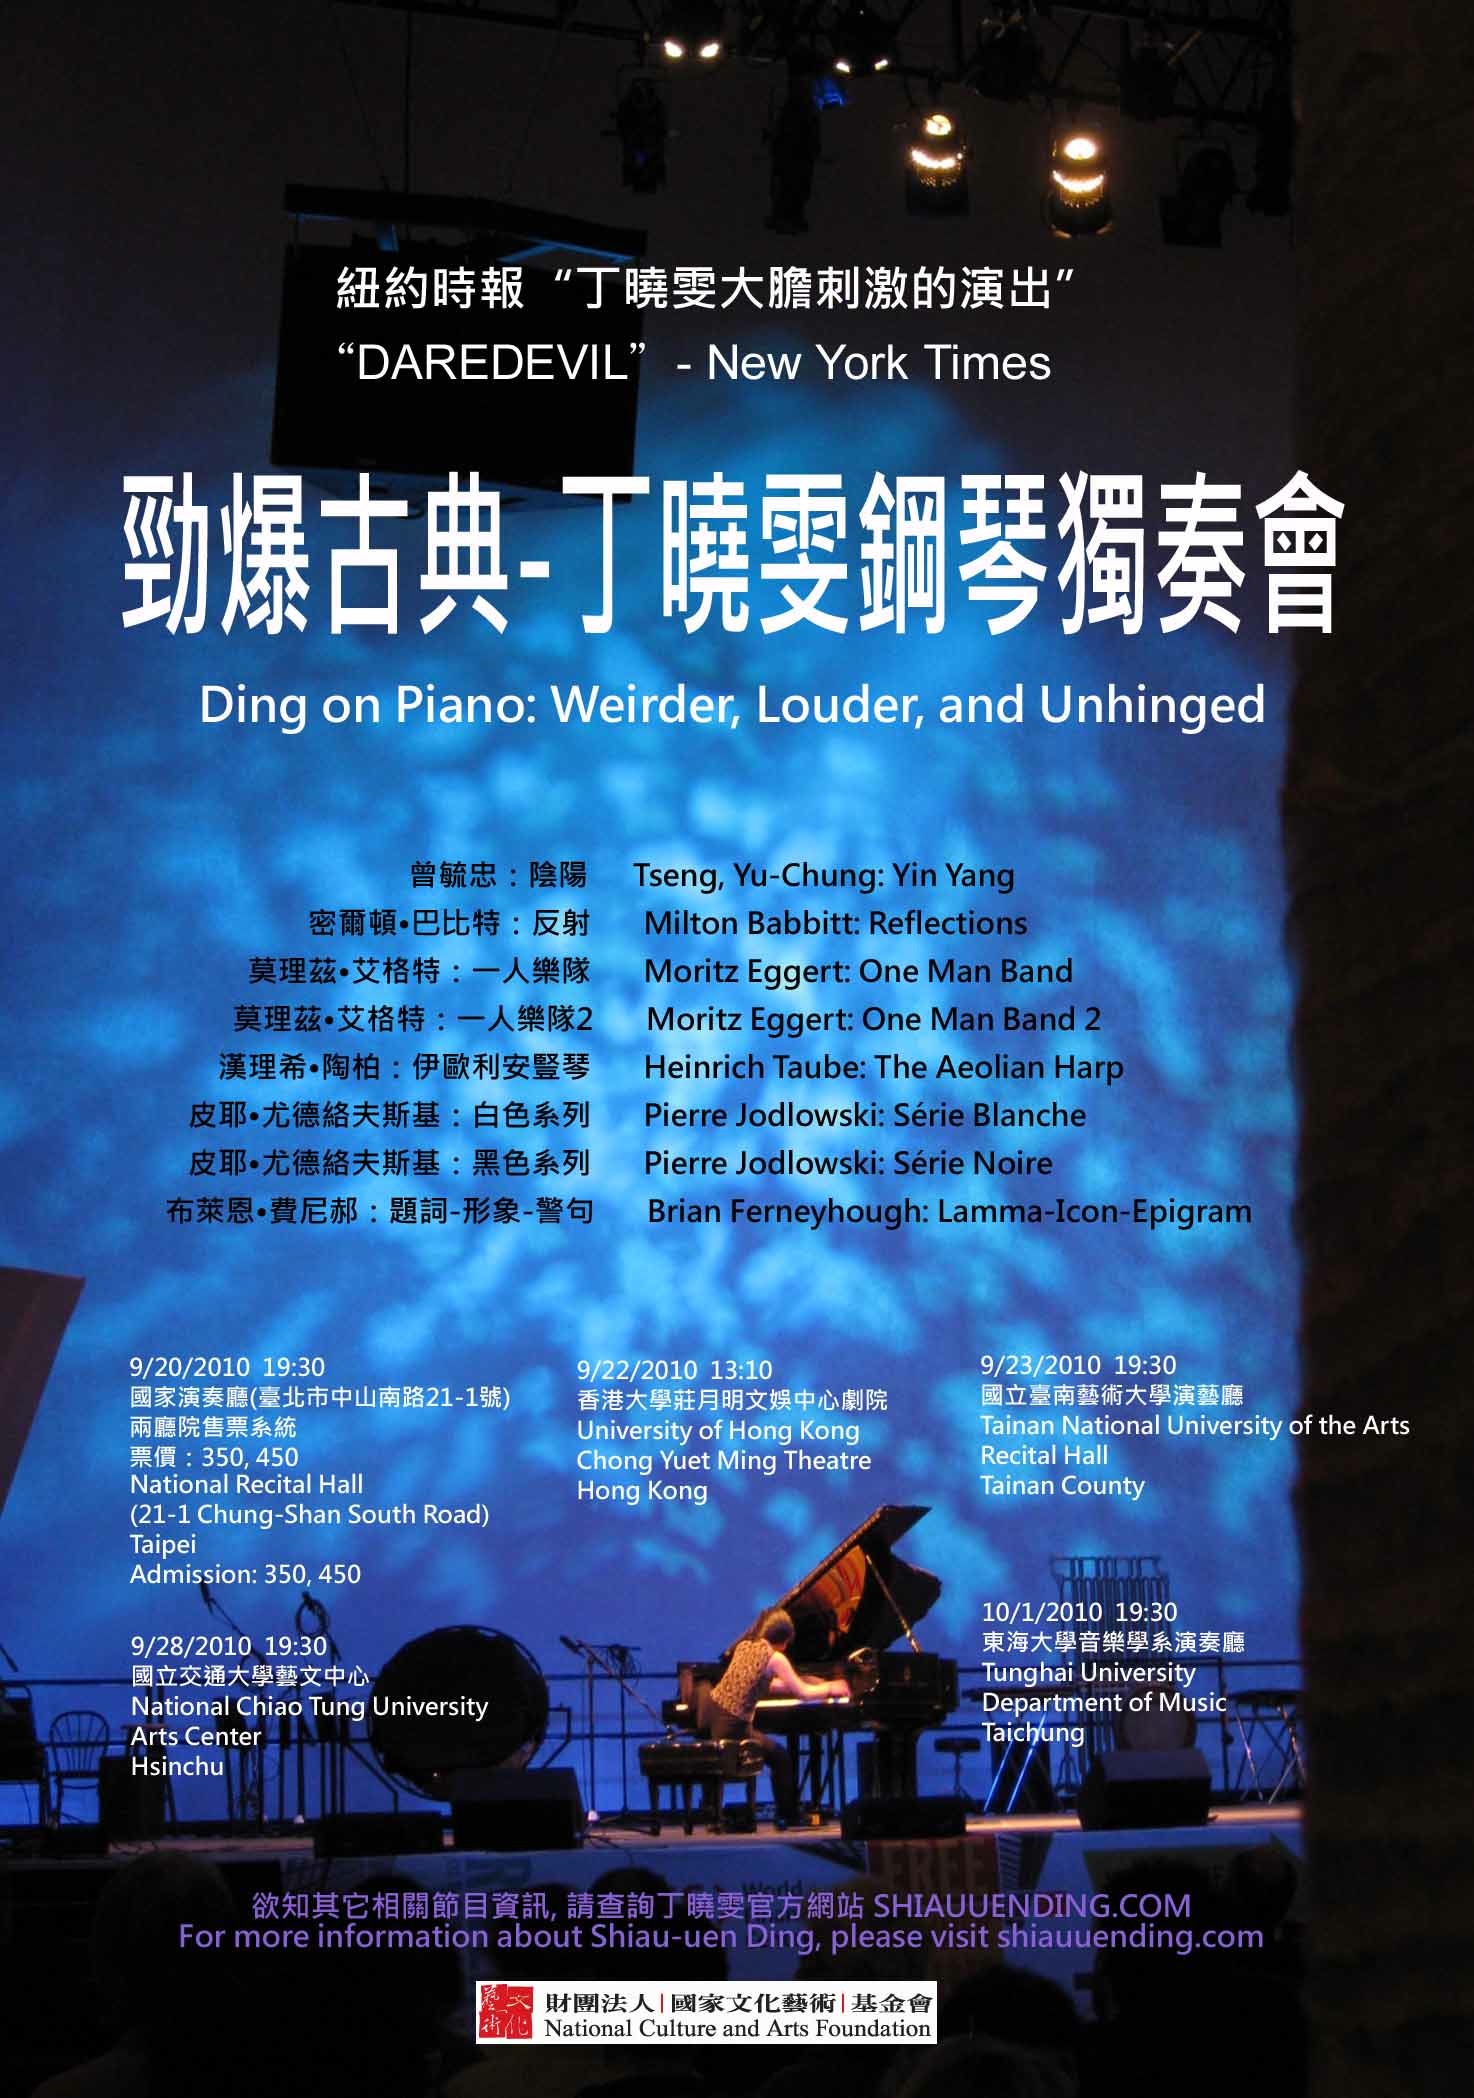 紐約時報“丁曉雯大膽刺激的演出”
“DAREDEVIL” - New York Times
勁爆古典-丁曉雯鋼琴獨奏會
Ding on Piano: Weirder, Louder, and Unhinged
曾毓忠：陰陽 Tseng, Yu-Chung: Yin Yang
密爾頓•巴比特：反射 Milton Babbitt: Reflections
莫理茲•艾格特：一人樂隊 Moritz Eggert: One Man Band
莫理茲•艾格特：一人樂隊2 Moritz Eggert: One Man Band 2
漢理希•陶柏：伊歐利安豎琴 Heinrich Taube: The Aeolian Harp
皮耶•尤德絡夫斯基：白色系列 Pierre Jodlowski: Série Blanche
皮耶•尤德絡夫斯基：黑色系列 Pierre Jodlowski: Série Noire
布萊恩•費尼郝：題詞-形象-警句 Brian Ferneyhough: Lamma-Icon-Epigram
9/20/2010 19:30
國家演奏廳(臺北市中山南路21-1號)
兩廳院售票系統
票價：350, 450
National Recital Hall
(21-1 Chung-Shan South Road)
Taipei
Admission: 350, 450
9/22/2010 13:10
香港大學莊月明文娛中心劇院
University of Hong Kong
Chong Yuet Ming Theatre
Hong Kong
9/23/2010 19:30
國立臺南藝術大學演藝廳
Tainan National University of the Arts
Recital Hall
Tainan County
9/28/2010 19:30
國立交通大學藝文中心
National Chiao Tung University
Arts Center
Hsinchu
10/1/2010 19:30
東海大學音樂學系演奏廳
Tunghai University
Department of Music
Taichung
FREE
World
欲知其它相關節目資訊, 請查詢丁曉雯官方網站 SHIAUUENDING.COM
For more information about Shiau-uen Ding, please visit shiauuending.com
文化藝術
財團法人|國家文化藝術|基金會
National Culture and Arts Foundation